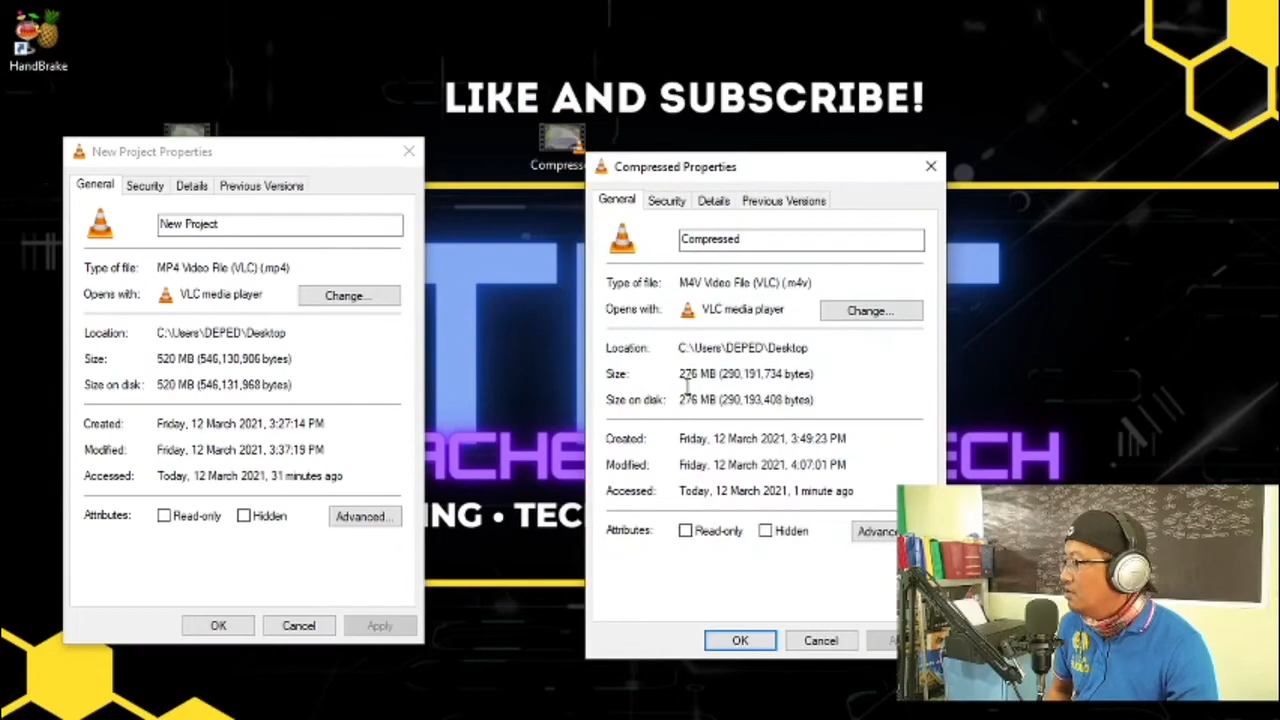 HandBrake
LIKE AND SUBSCRIBE!
New Project Properties
General Security Details Previous Versions
New Project
Type of file: MP4 Video File (VLC) (.mp4)
Opens with: VLC media player Change...
Location: C:\Users\DEPED\Desktop
Size: 520 MB (546,130,906 bytes)
Size on disk: 520 MB (546,131,968 bytes)
Created: Friday, 12 March 2021, 3:27:14 PM
Modified: Friday, 12 March 2021, 3:37:19 PM
Accessed: Today, 12 March 2021, 31 minutes ago
Attributes: Read-only Hidden Advanced...
OK Cancel Apply
Compress
Compressed Properties
General Security Details Previous Versions
Compressed
Type of file: M4V Video File (VLC) (.m4v)
Opens with: VLC media player Change...
Location: C:\Users\DEPED\Desktop
Size: 276 MB (290,191,734 bytes)
Size on disk: 276 MB (290,193,408 bytes)
Created: Friday, 12 March 2021, 3:49:23 PM
Modified: Friday, 12 March 2021, 4:07:01 PM
Accessed: Today, 12 March 2021, 1 minute ago
Attributes: Read-only Hidden Advanc
OK Cancel A
ACHE ECH
ING • TEC